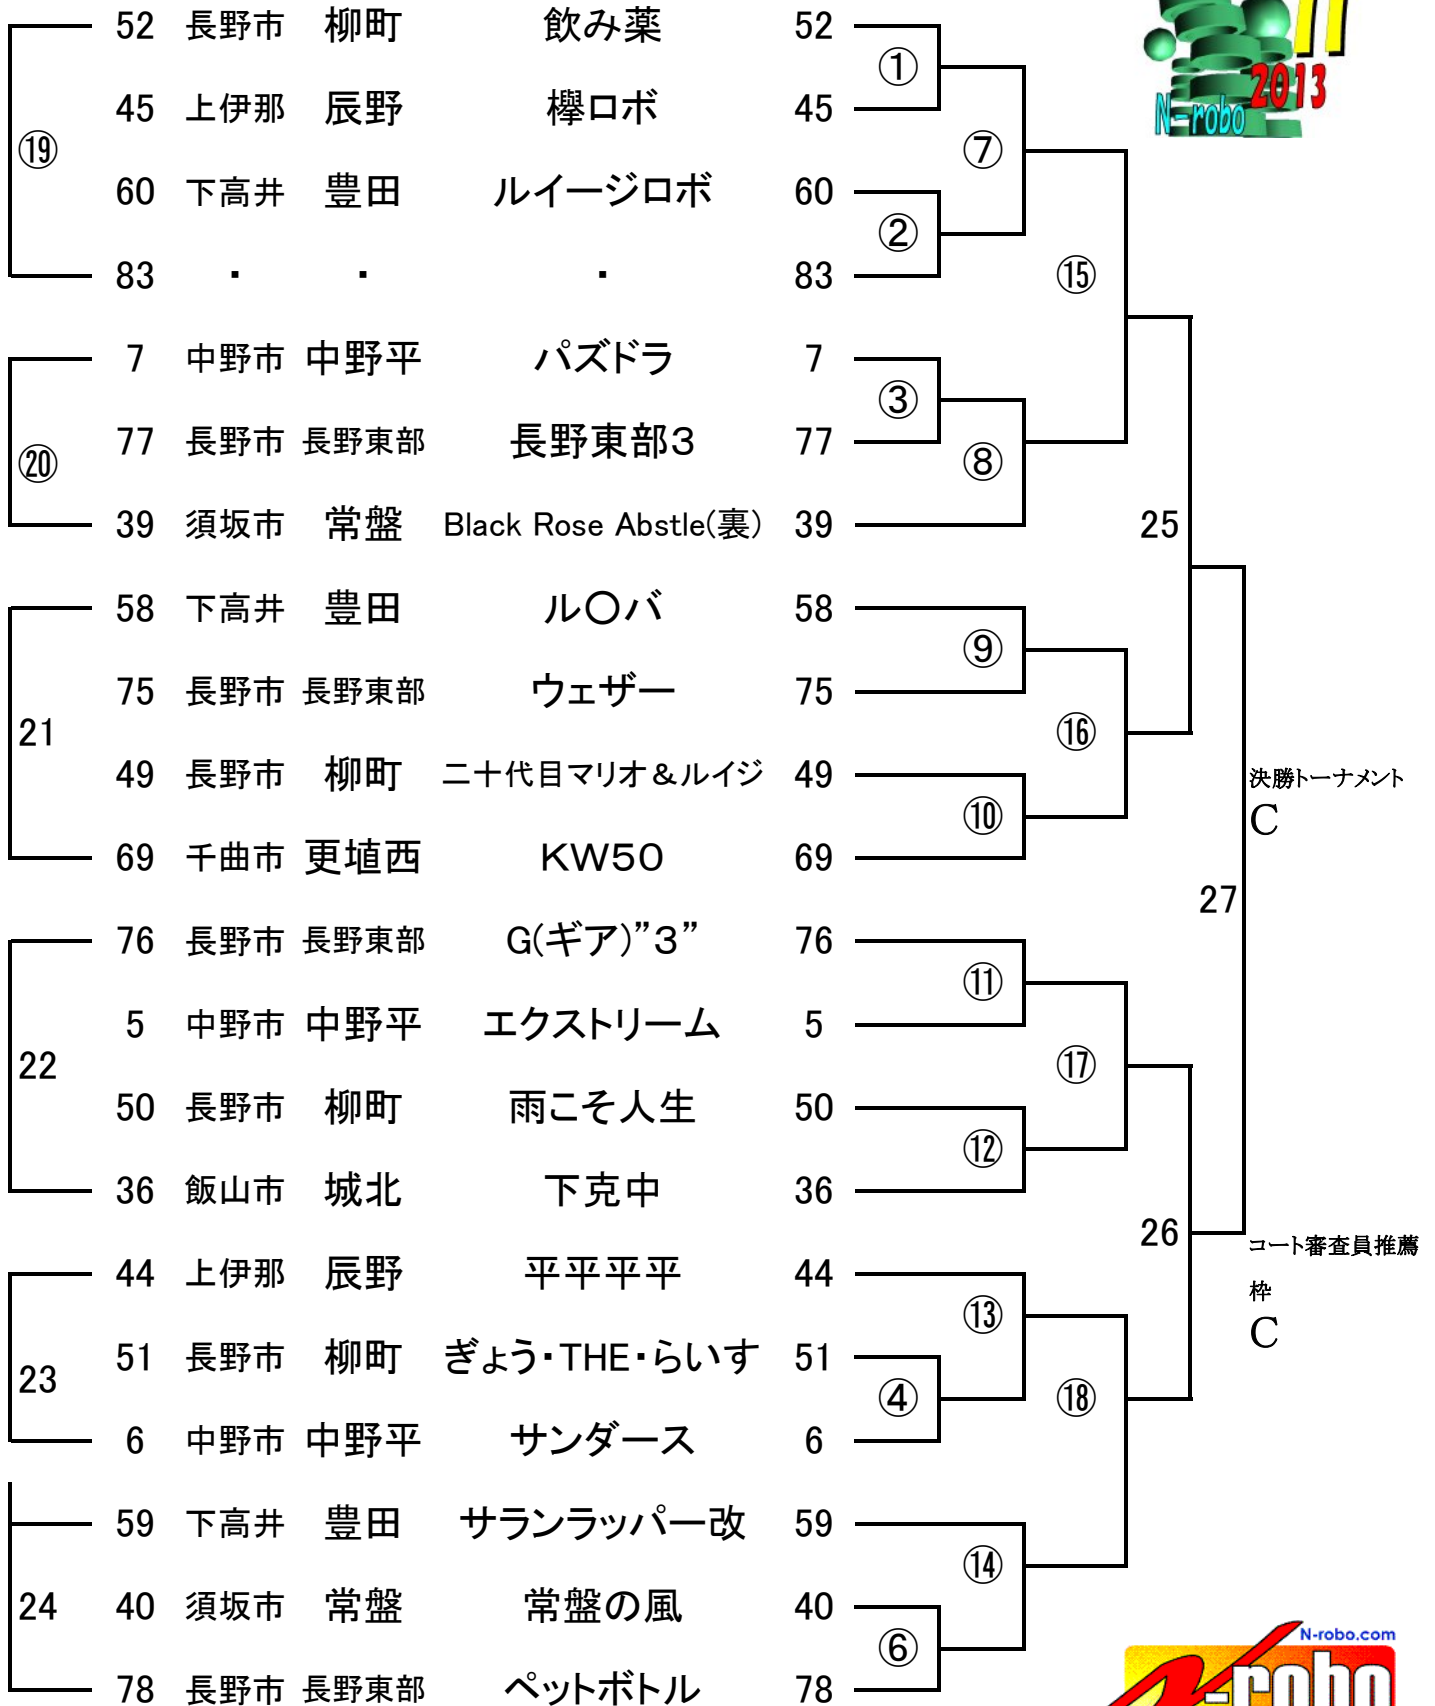 11
2013
N-robo
52 長野市 柳町 飲み薬 52
①
45 上伊那 辰野 欅ロボ 45
⑲ ⑦
60 下高井 豊田 ルイージロボ 60
②
83 ・ ・ ・ 83
⑮
7 中野市 中野平 パズドラ 7
③
77 長野市 長野東部 長野東部3 77
⑳ ⑧
39 須坂市 常盤 Black Rose Abstle(裏) 39
25
58 下高井 豊田 ル〇バ 58
⑨
75 長野市 長野東部 ウェザー 75
21 ⑯
49 長野市 柳町 二十代目マリオ&ルイジ 49
決勝トーナメント
C
⑩
69 千曲市 更埴西 KW50 69
27
76 長野市 長野東部 G(ギア)”3” 76
⑪
5 中野市 中野平 エクストリーム 5
22 ⑰
50 長野市 柳町 雨こそ人生 50
⑫
36 飯山市 城北 下克中 36
26
コート審査員推薦
枠
C
44 上伊那 辰野 平平平平 44
⑬
51 長野市 柳町 ぎょう・THE・らいす 51
23 ④ ⑱
6 中野市 中野平 サンダース 6
59 下高井 豊田 サランラッパー改 59
⑭
24 40 須坂市 常盤 常盤の風 40
⑥
78 長野市 長野東部 ペットボトル 78
N-robo.com
N-robo